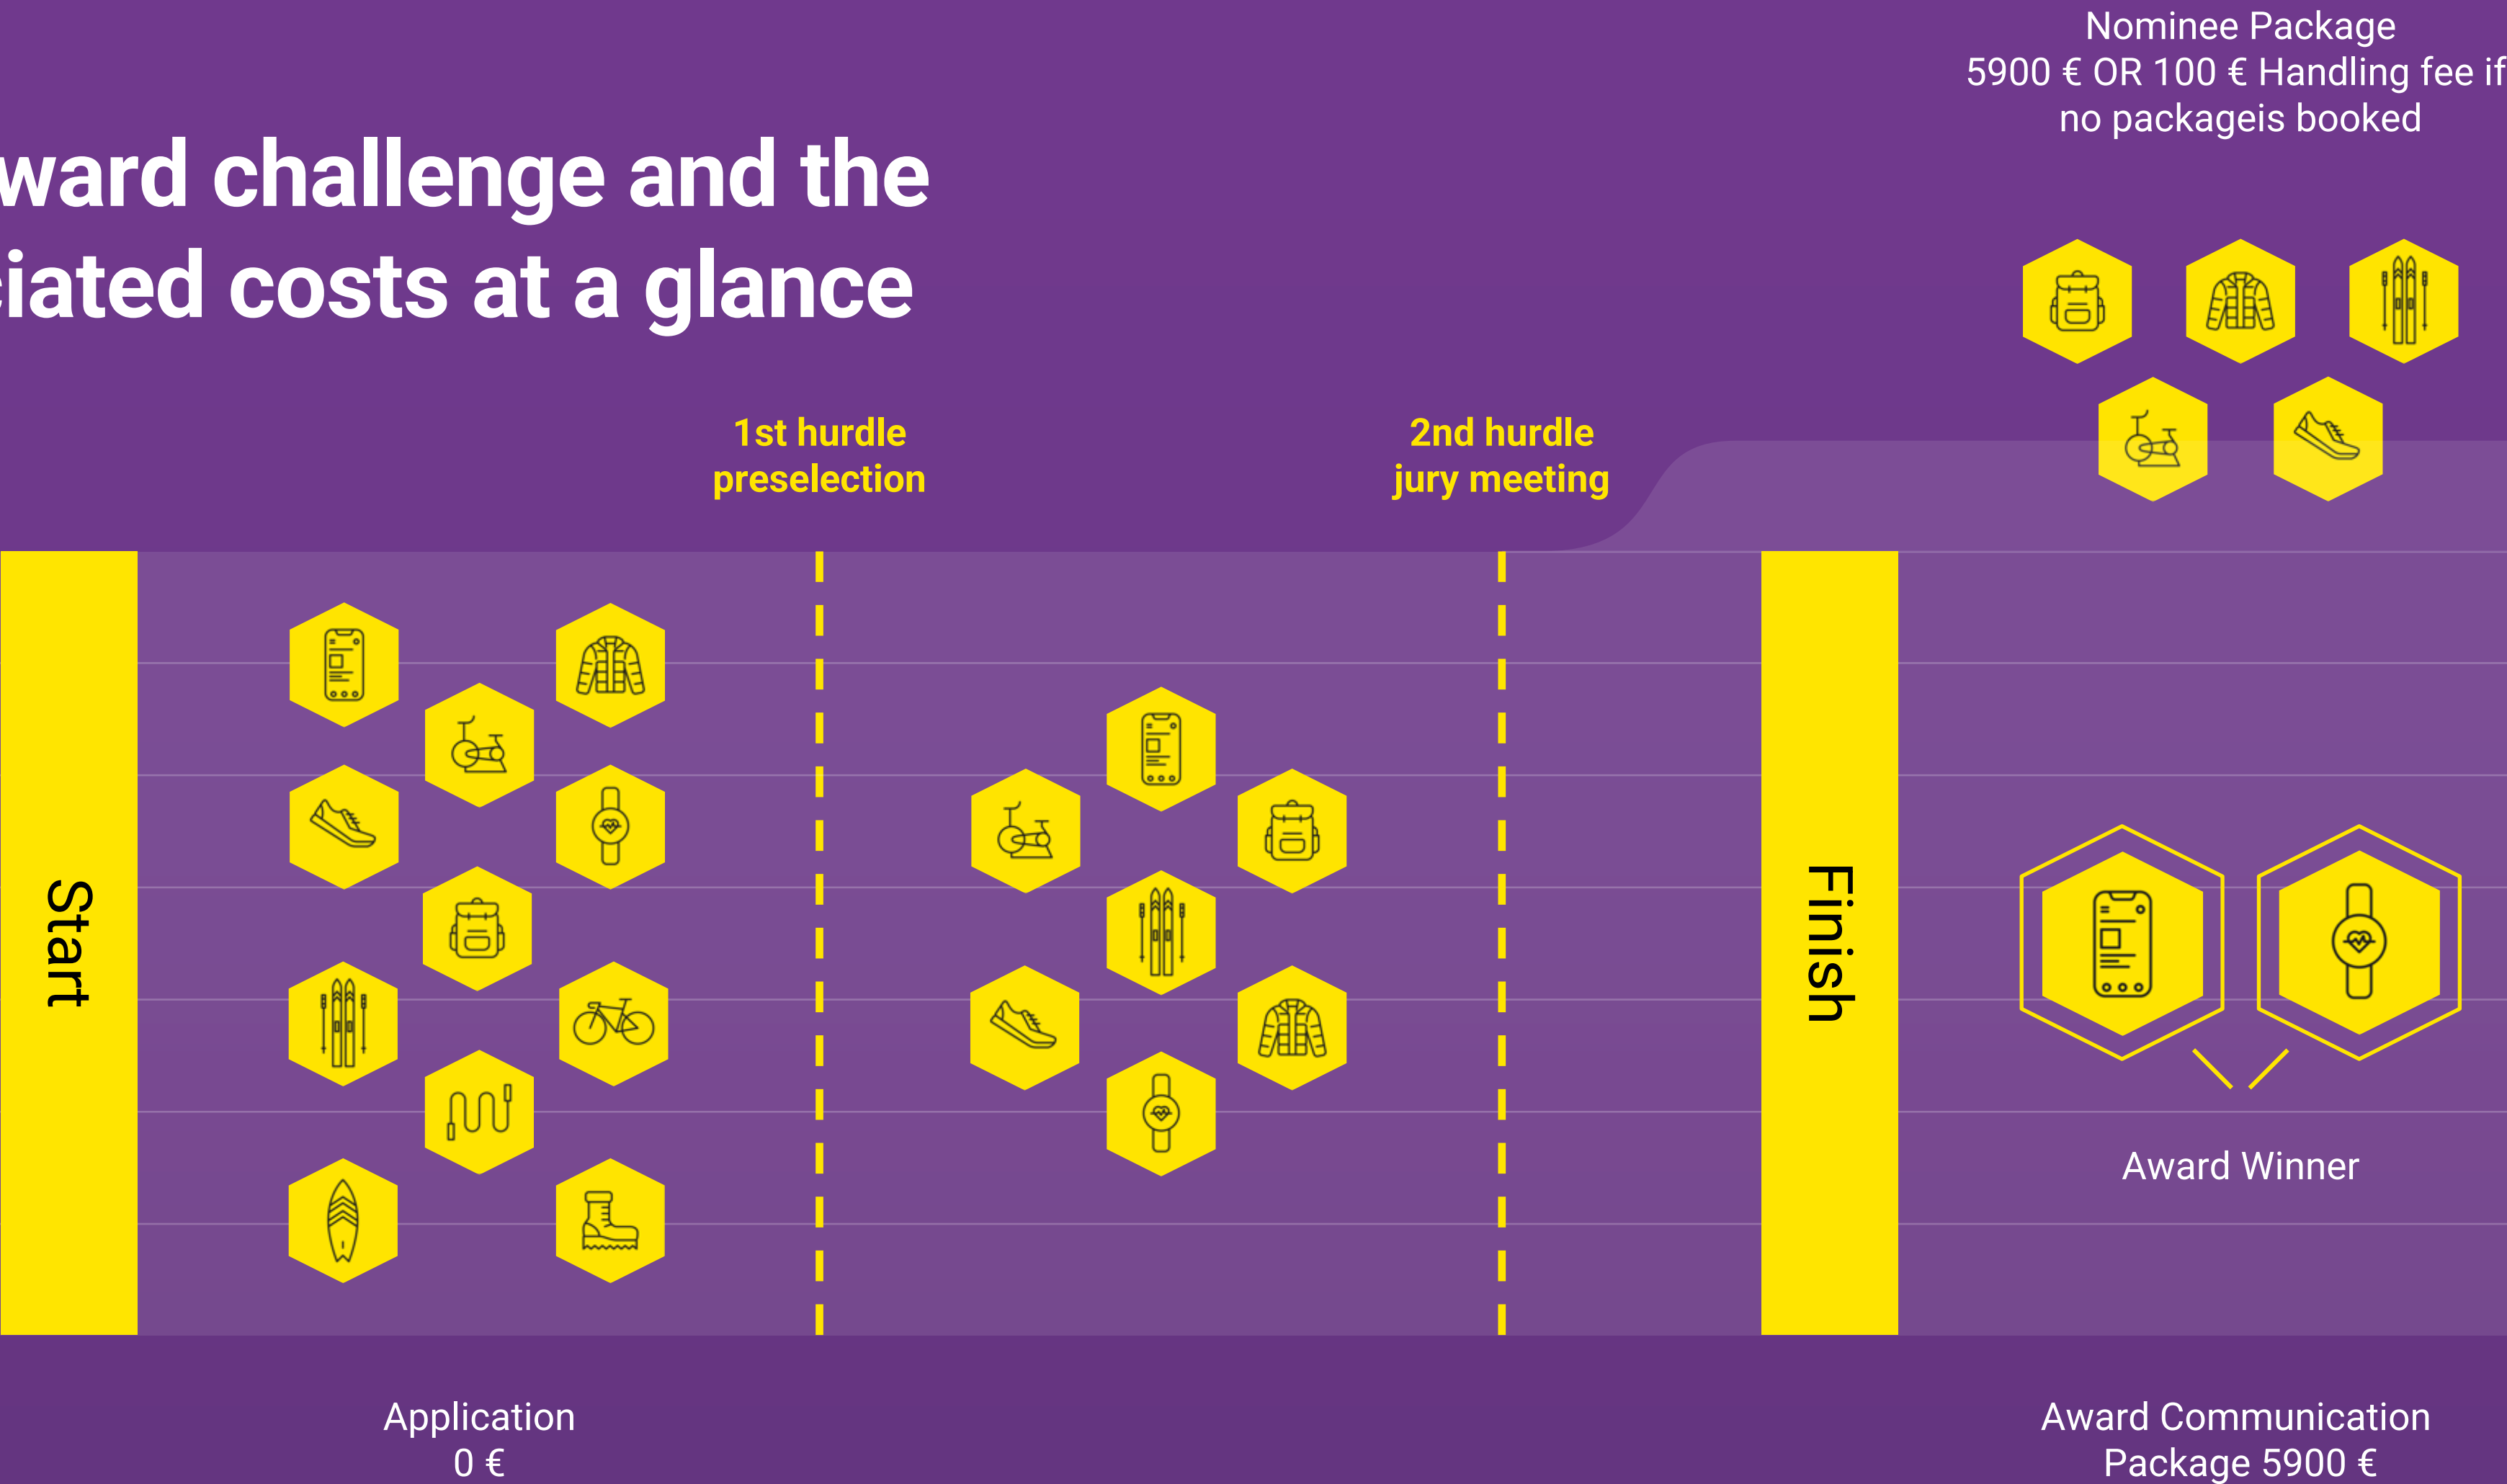 Nominee Package
5900 € OR 100 € Handling fee if
no packageis booked
ward challenge and the
ciated costs at a glance
1st hurdle
preselection
2nd hurdle
jury meeting
Start
Finish
Award Winner
Application
0 €
Award Communication
Package 5900 €